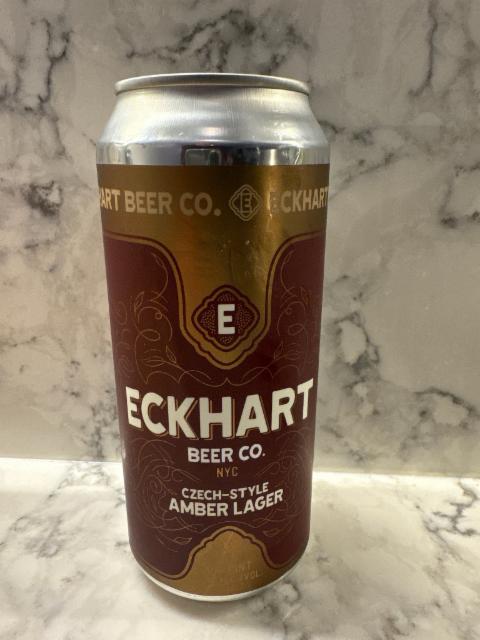 ART BEER CO. E ECKHART
E
ECKHART
BEER CO.
NYC
CZECH-STYLE
AMBER LAGER